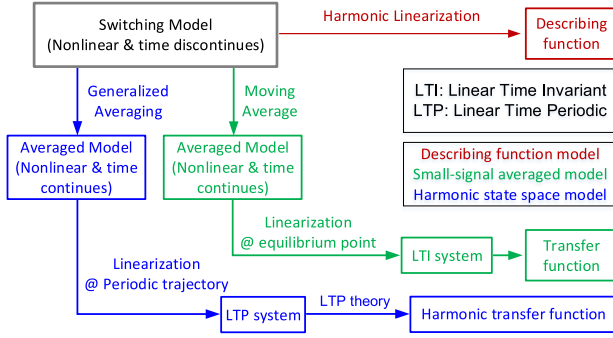 Switching Model
(Nonlinear & time discontinues)
Harmonic Linearization
Describing
function
Generalized
Averaging
Moving
Average
LTI: Linear Time Invariant
LTP: Linear Time Periodic
Averaged Model
(Nonlinear & time
continues)
Averaged Model
(Nonlinear & time
continues)
Describing function model
Small-signal averaged model
Harmonic state space model
Linearization
@ equilibrium point
LTI system
Transfer
function
Linearization
@ Periodic trajectory
LTP system
LTP theory
Harmonic transfer function